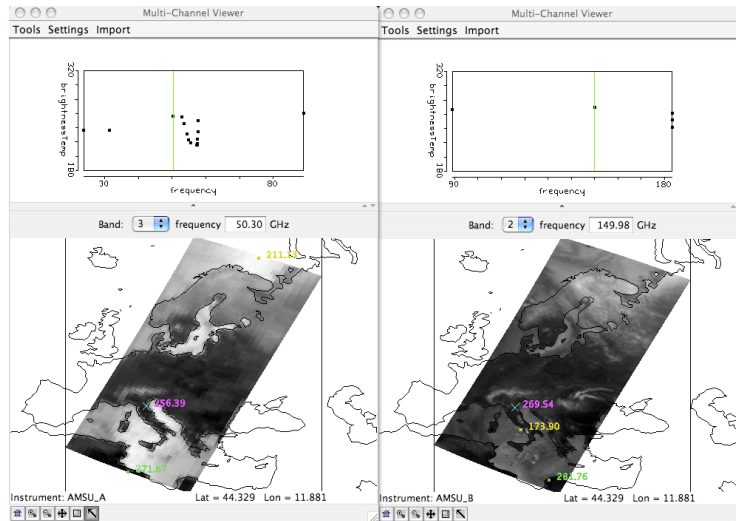 Multi-Channel Viewer
Tools Settings Import
320
brightnessTemp
180
30
80
frequency
Band: 3 frequency 50.30 GHz
256.39
271.67
Instrument: AMSU_A Lat = 44.329 Lon = 11.881
Multi-Channel Viewer
Tools Settings Import
320
brightnessTemp
180
90
180
frequency
Band: 2 frequency 149.98 GHz
269.54
173.90
Instrument: AMSU_B Lat = 44.329 Lon = 11.881